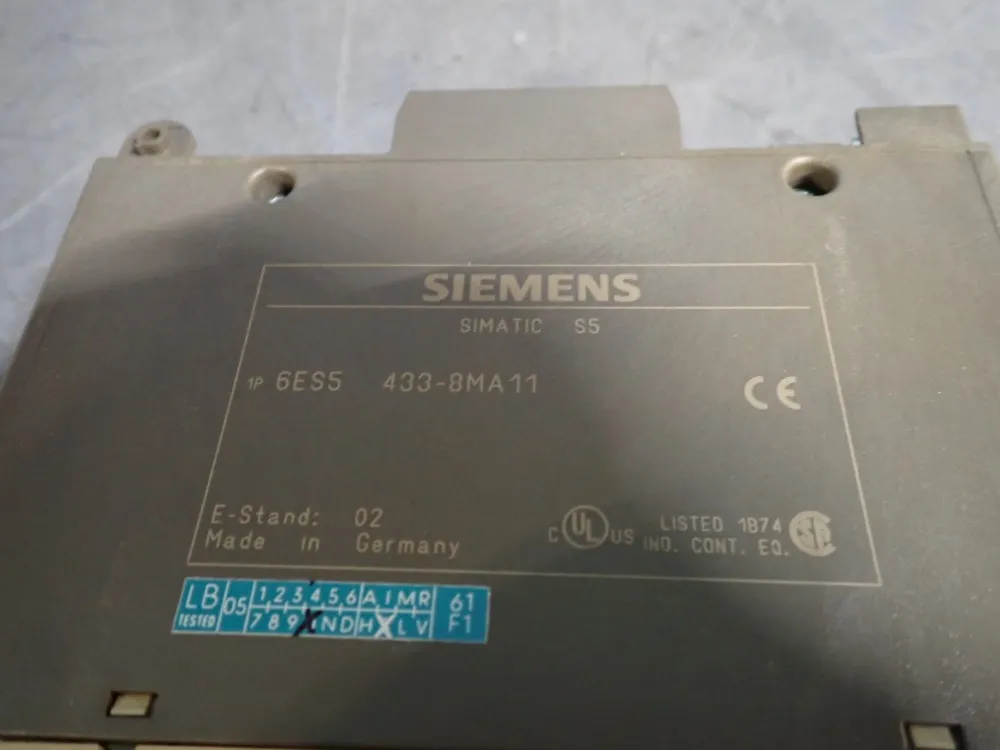 SIEMENS
SIMATIC S5
1P 6ES5 433-8MA11
CE
E-Stand: 02
Made in Germany
C UL US LISTED 1B74
IND. CONT. EQ.
LB 05 1 2 3 4 5 6 A I M R 61
TESTED 7 8 9 X N D H X L V F1